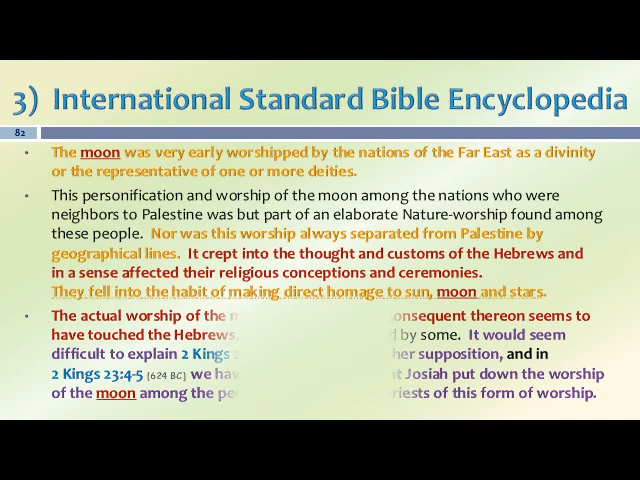 3) International Standard Bible Encyclopedia
82
• The moon was very early worshipped by the nations of the Far East as a divinity
or the representative of one or more deities.
• This personification and worship of the moon among the nations who were
neighbors to Palestine was but part of an elaborate Nature-worship found among
these people. Nor was this worship always separated from Palestine by
geographical lines. It crept into the thought and customs of the Hebrews and
in a sense affected their religious conceptions and ceremonies.
They fell into the habit of making direct homage to sun, moon and stars.
• The actual worship of the consequent thereon seems to
have touched the Hebrews, by some. It would seem
difficult to explain 2 Kings supposition, and in
2 Kings 23:4-5 [624 BC] we Josiah put down the worship
of the moon among the of this form of worship.